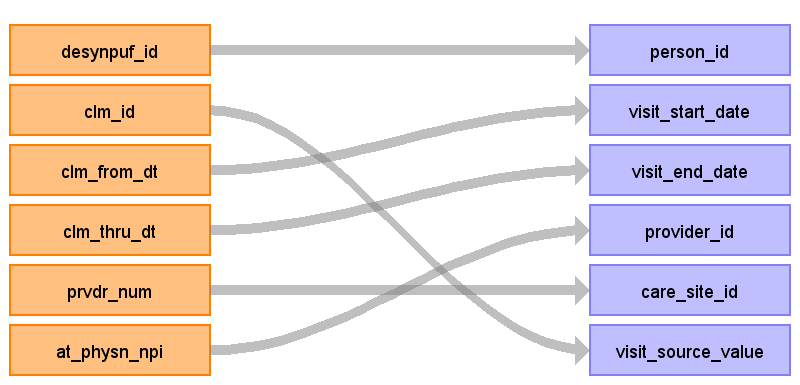 desynpuf_id
person_id
clm_id
visit_start_date
clm_from_dt
visit_end_date
clm_thru_dt
provider_id
prvdr_num
care_site_id
at_physn_npi
visit_source_value